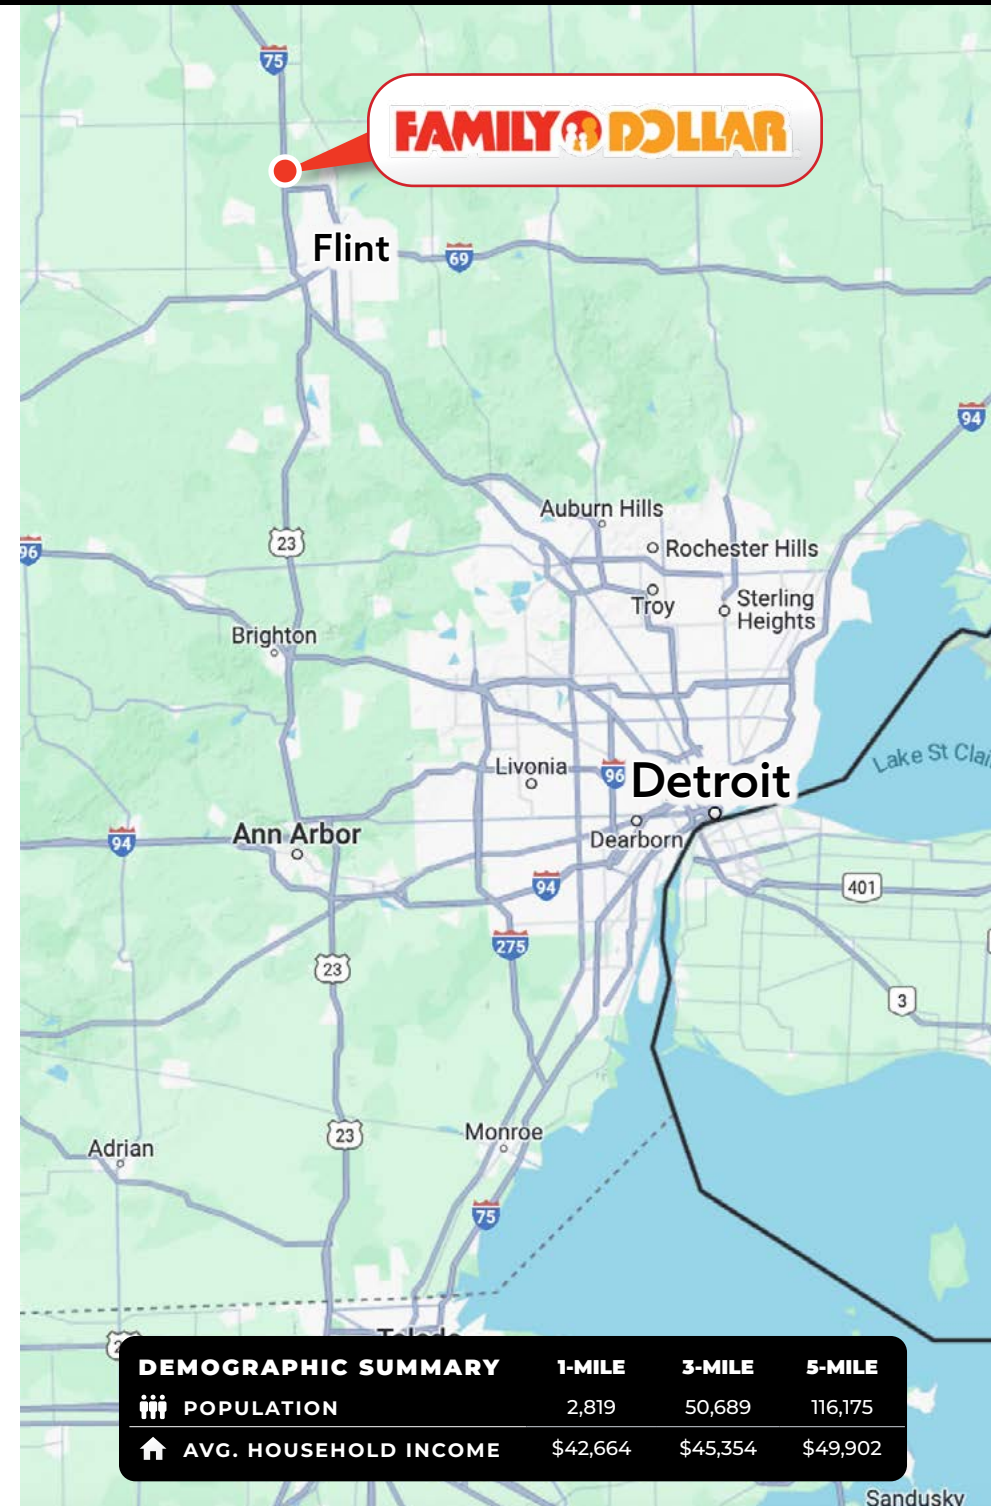 75
FAMILY DOLLAR
Flint
69
94
Auburn Hills
23
96
Rochester Hills
Troy
Sterling
Heights
Brighton
Lake St Clai
Livonia
96
Detroit
Dearborn
94
Ann Arbor
94
401
275
23
3
Monroe
23
Adrian
75
DEMOGRAPHIC SUMMARY 1-MILE 3-MILE 5-MILE
POPULATION 2,819 50,689 116,175
AVG. HOUSEHOLD INCOME $42,664 $45,354 $49,902
Sandusky